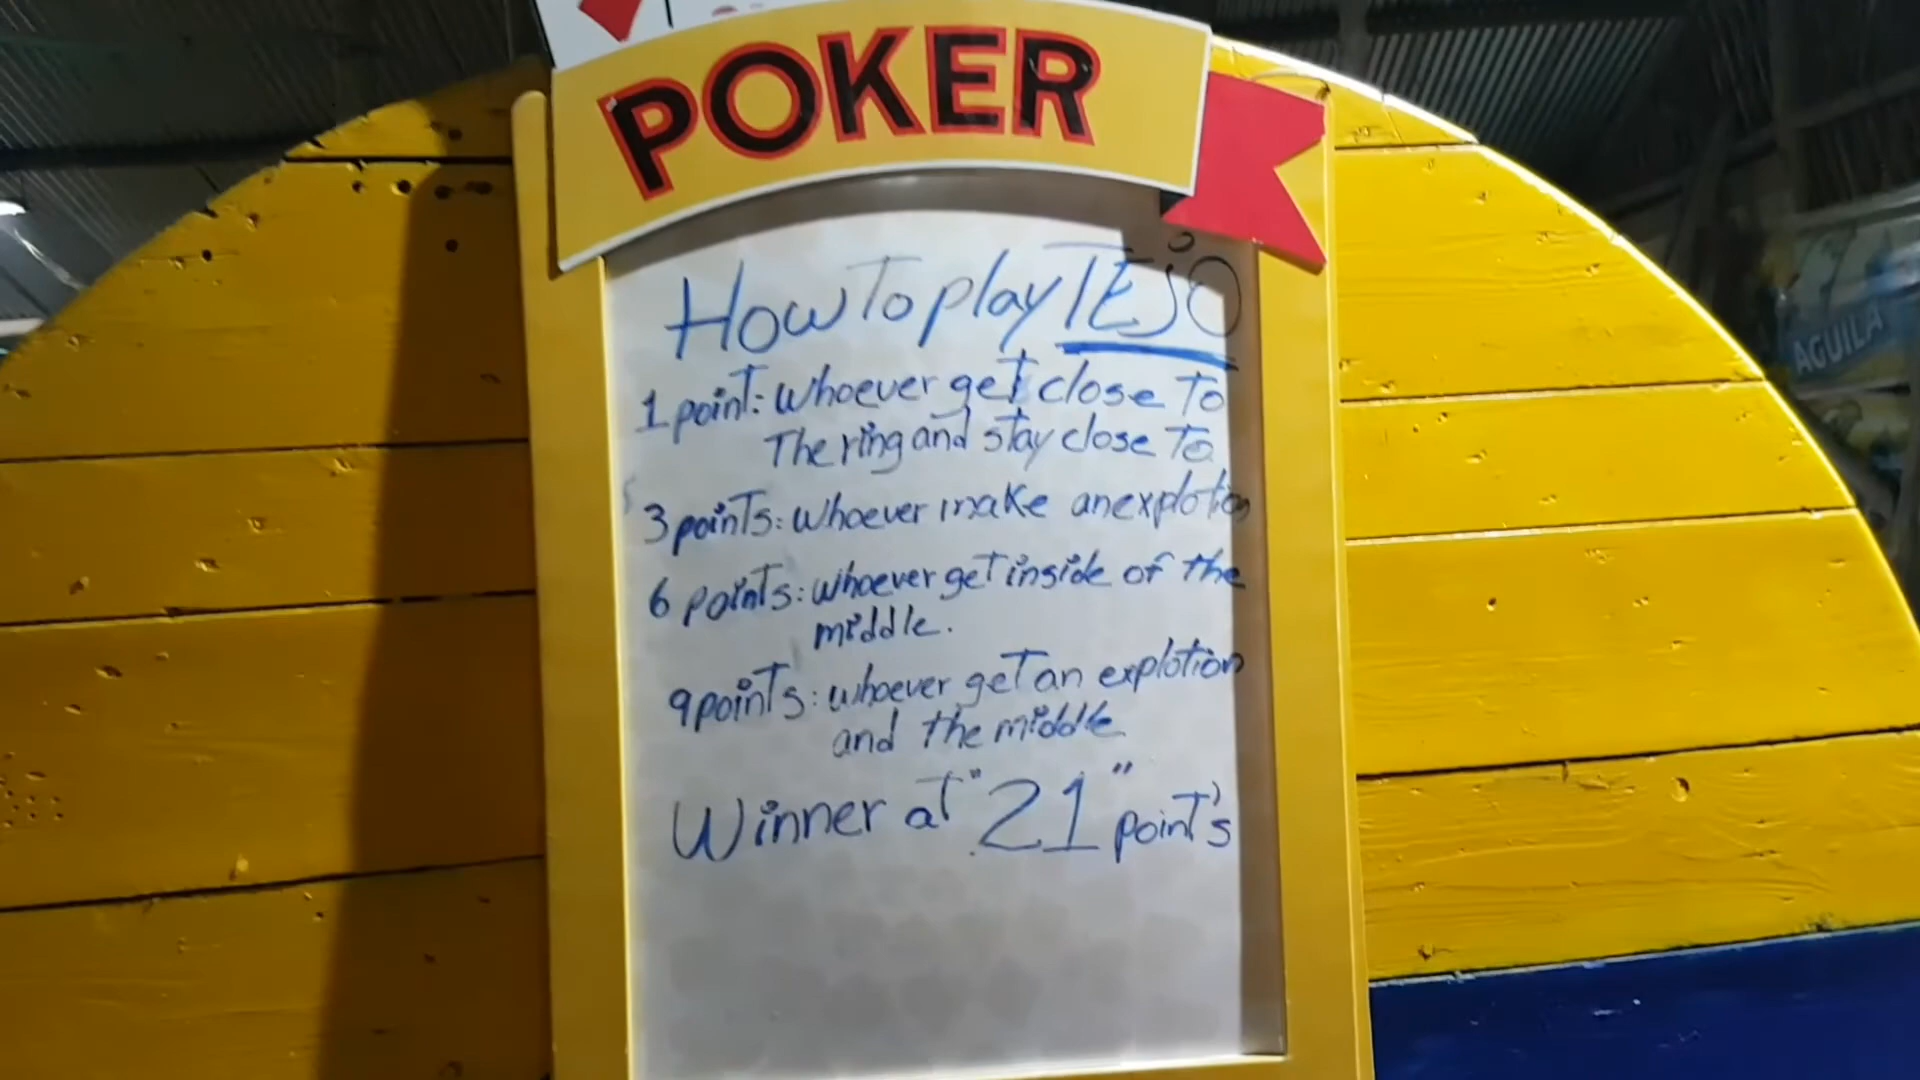 POKER
How To play TEjO
1 point: Whoever get close To
The ring and stay close To
3 points: Whoever make an explotion
6 points: whoever get inside of the
middle.
9 points: whoever get an explotion
and the middle
Winner at "21" point's
AGUILA